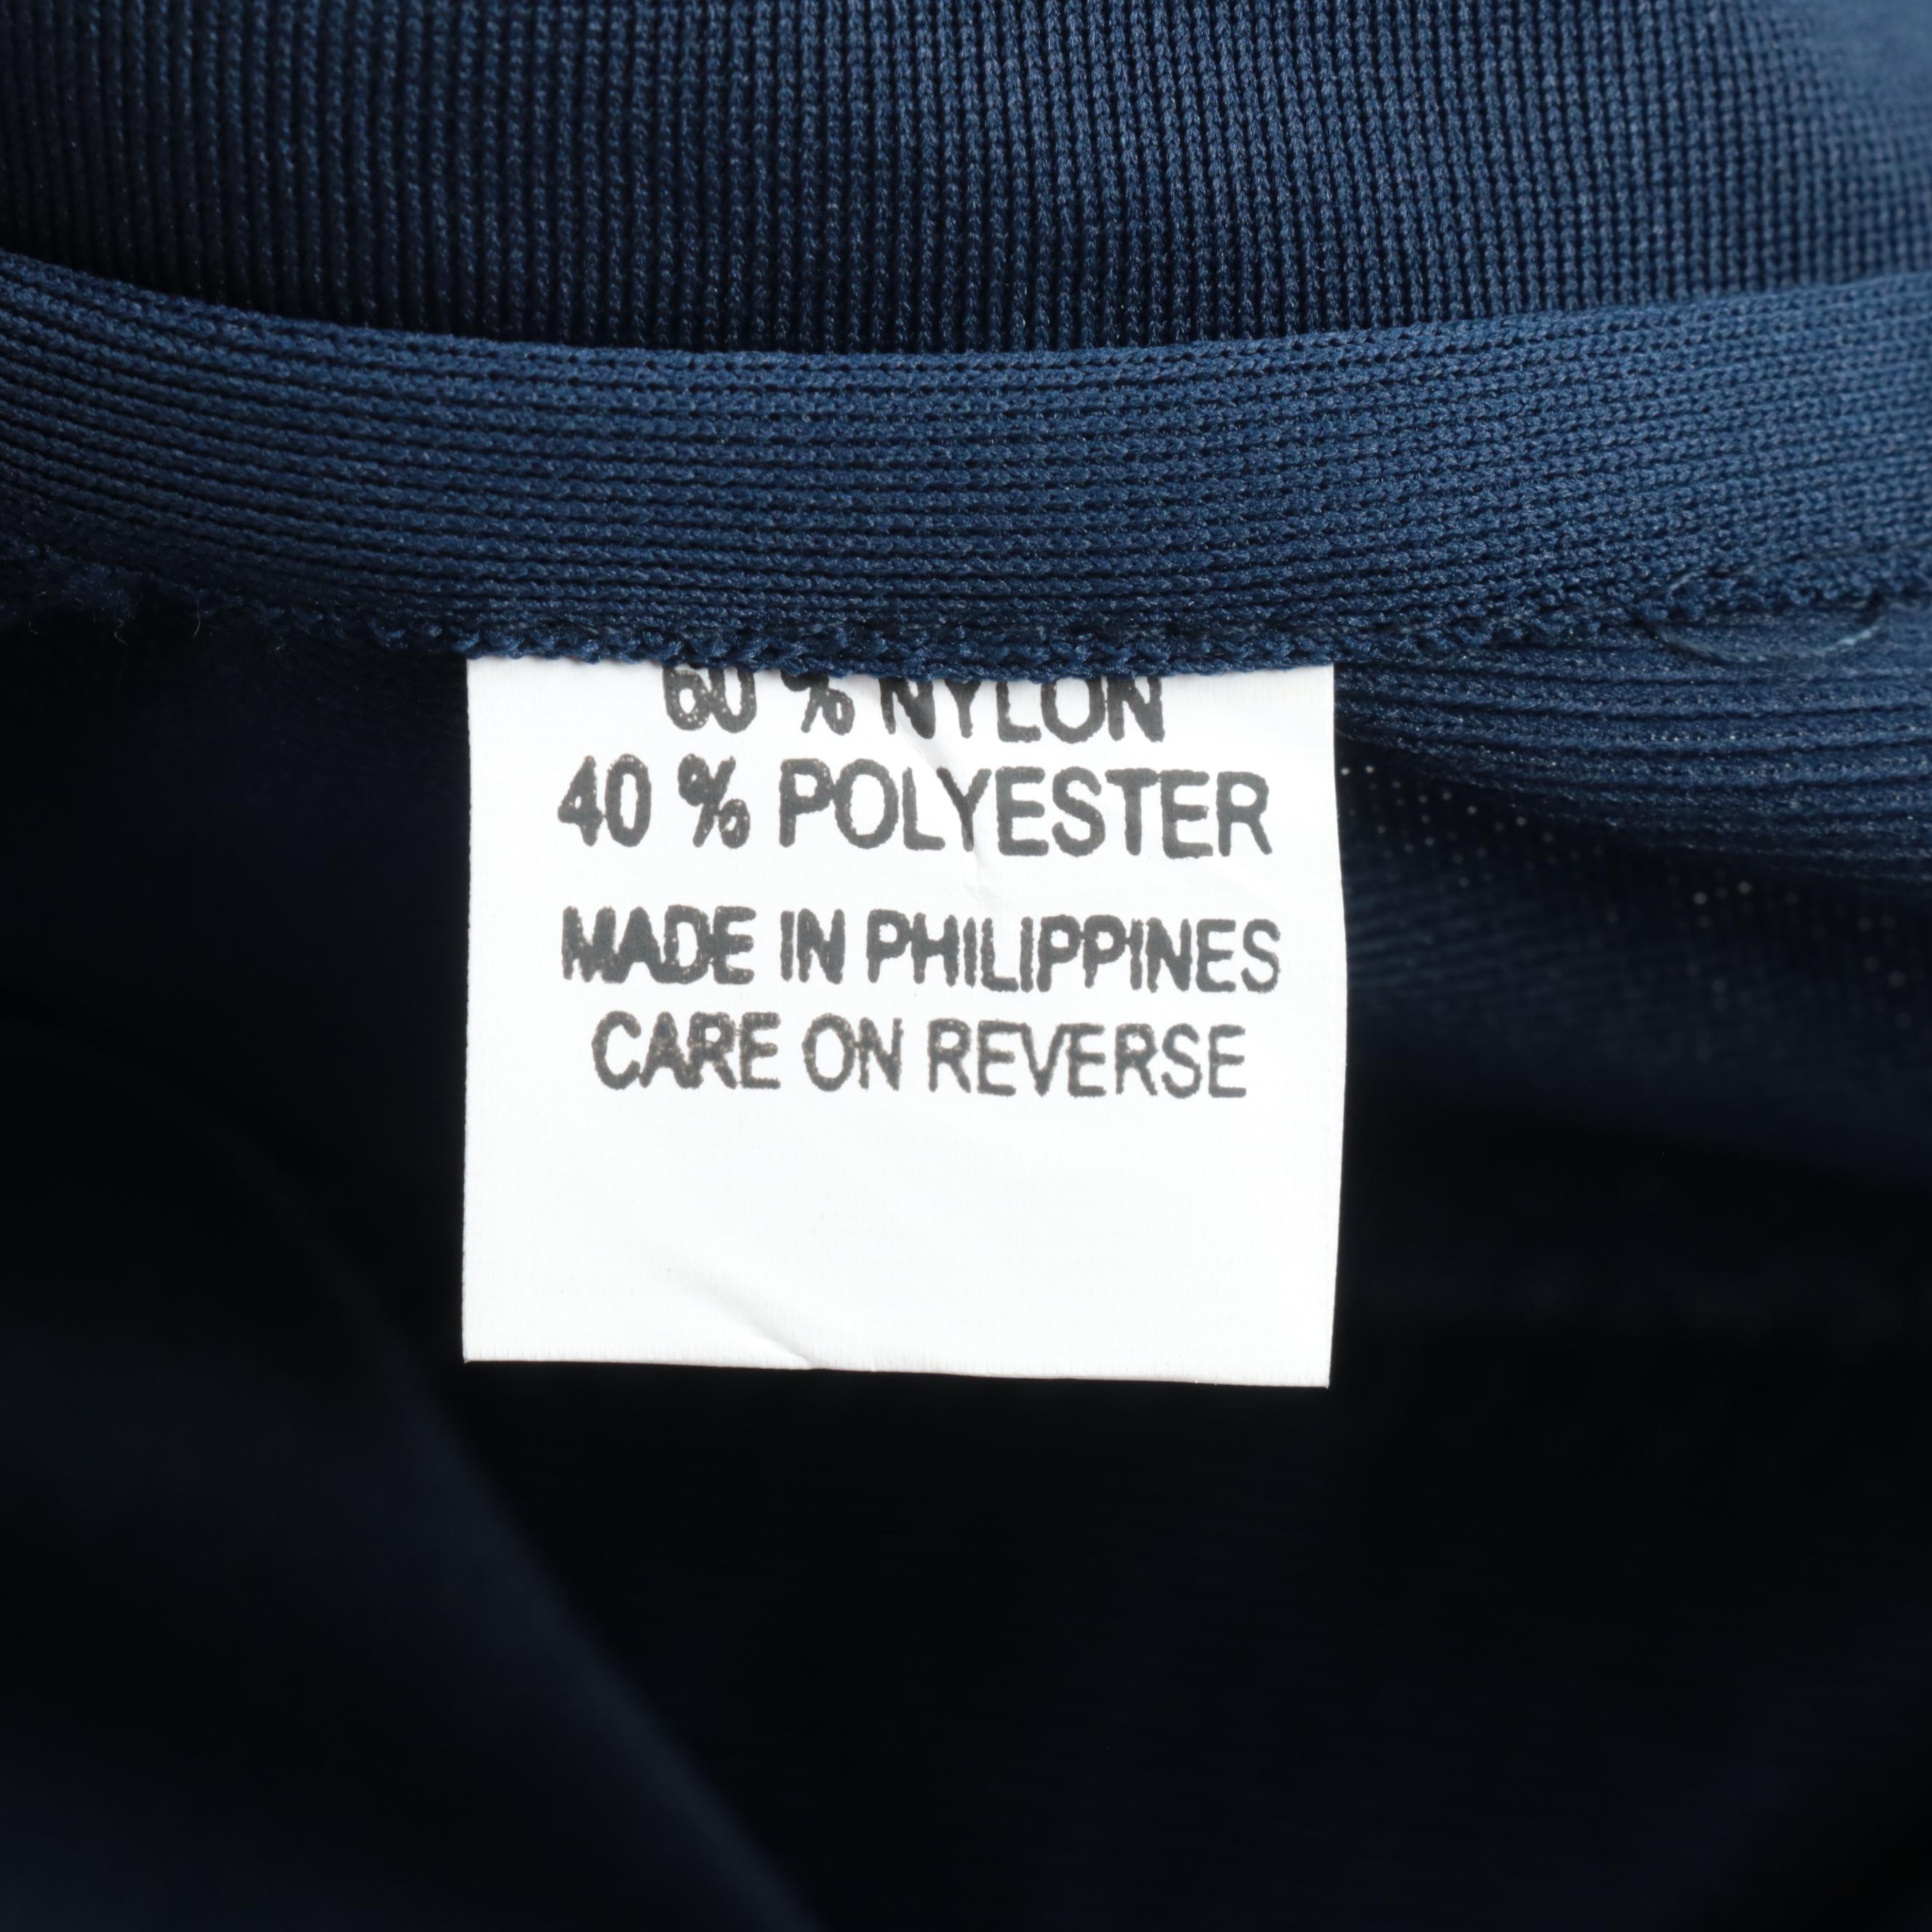 60 % NYLON
40 % POLYESTER
MADE IN PHILIPPINES
CARE ON REVERSE